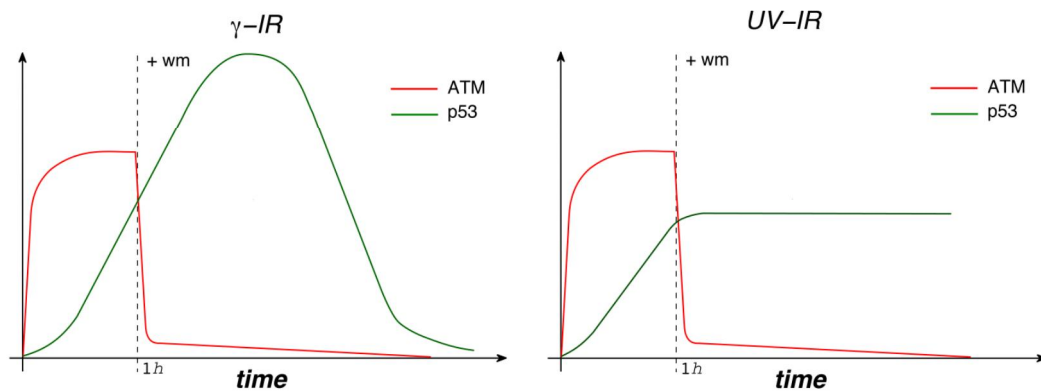 γ-IR
+ wm
ATM
p53
1h
time
UV-IR
+ wm
ATM
p53
1h
time